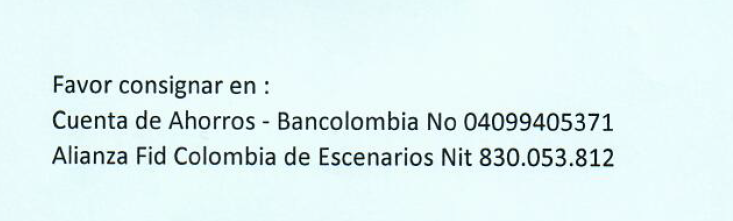 Favor consignar en :
Cuenta de Ahorros - Bancolombia No 04099405371
Alianza Fid Colombia de Escenarios Nit 830.053.812